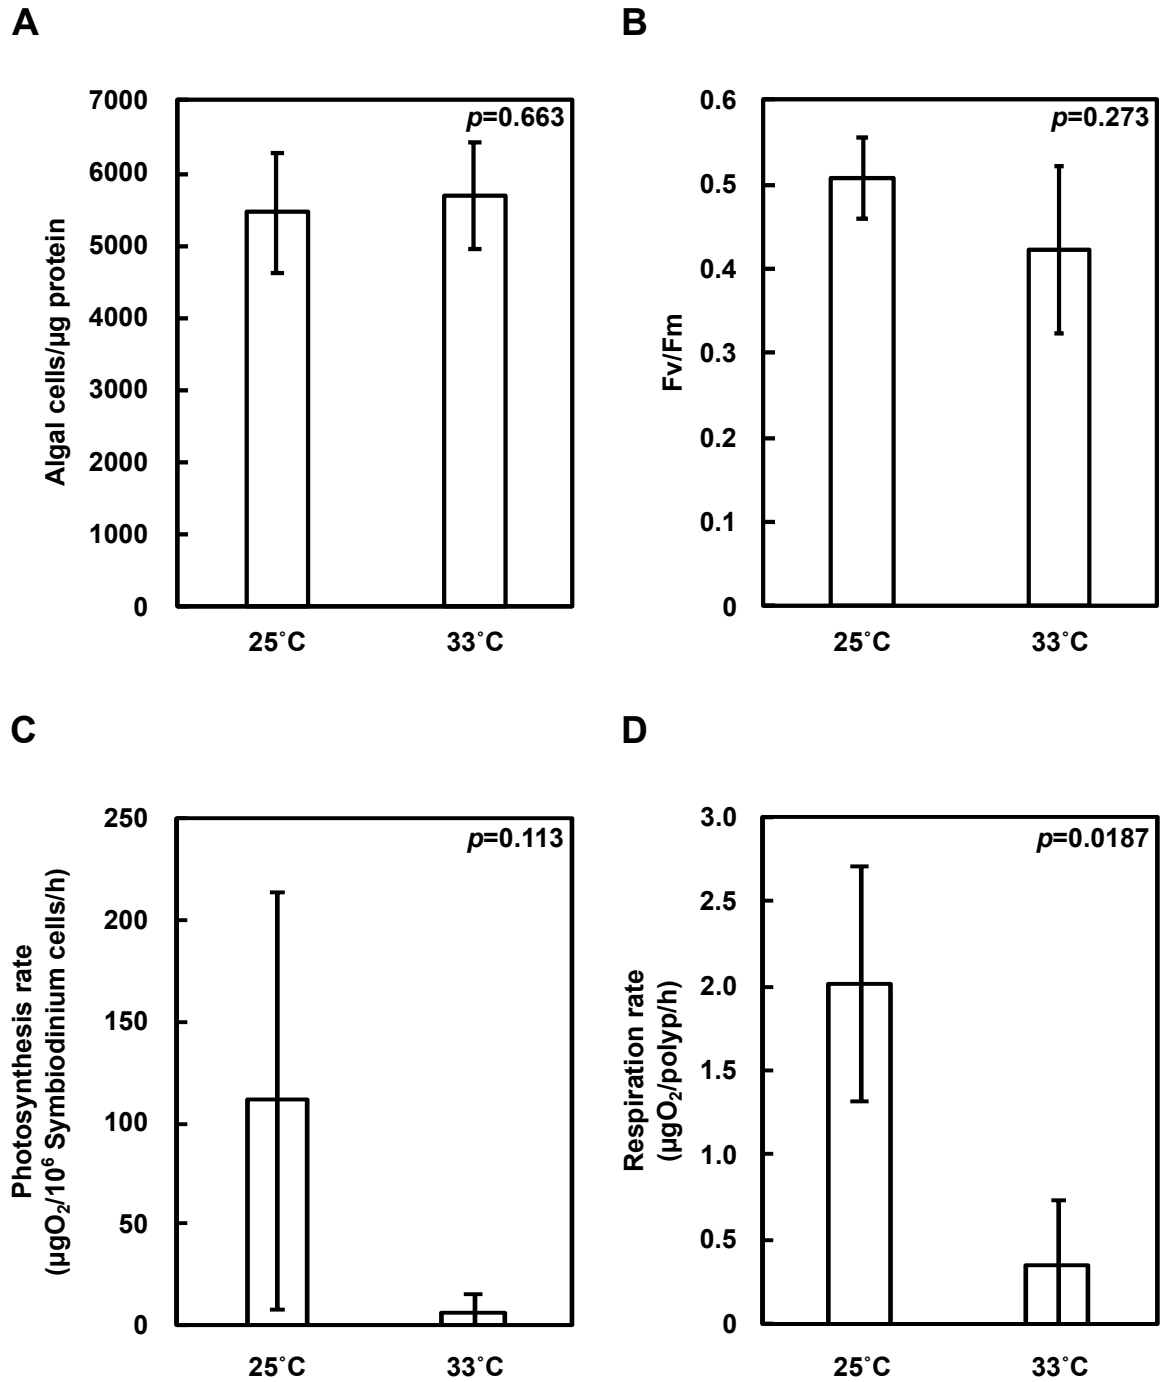 A
7000
6000
5000
4000
3000
2000
1000
0
Algal cells/µg protein
p=0.663
25˚C
33˚C
B
0.6
0.5
0.4
0.3
0.2
0.1
0
Fv/Fm
p=0.273
25˚C
33˚C
C
250
200
150
100
50
0
Photosynthesis rate
(µgO₂/10⁶ Symbiodinium cells/h)
p=0.113
25˚C
33˚C
D
3.0
2.5
2.0
1.5
1.0
0.5
0
Respiration rate
(µgO₂/polyp/h)
p=0.0187
25˚C
33˚C